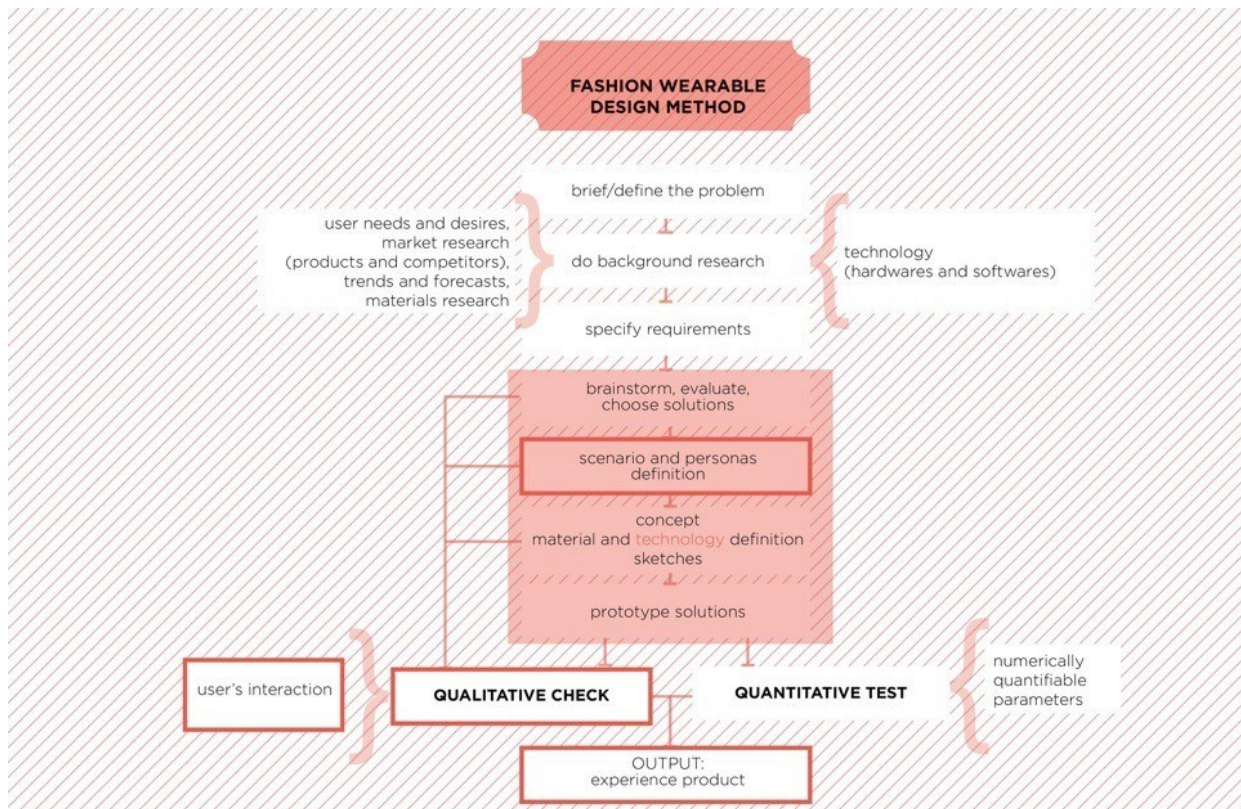 FASHION WEARABLE
DESIGN METHOD
brief/define the problem
user needs and desires,
market research
(products and competitors),
trends and forecasts,
materials research
do background research
technology
(hardwares and softwares)
specify requirements
brainstorm, evaluate,
choose solutions
scenario and personas
definition
concept
material and technology definition
sketches
prototype solutions
user's interaction
QUALITATIVE CHECK
QUANTITATIVE TEST
numerically
quantifiable
parameters
OUTPUT:
experience product